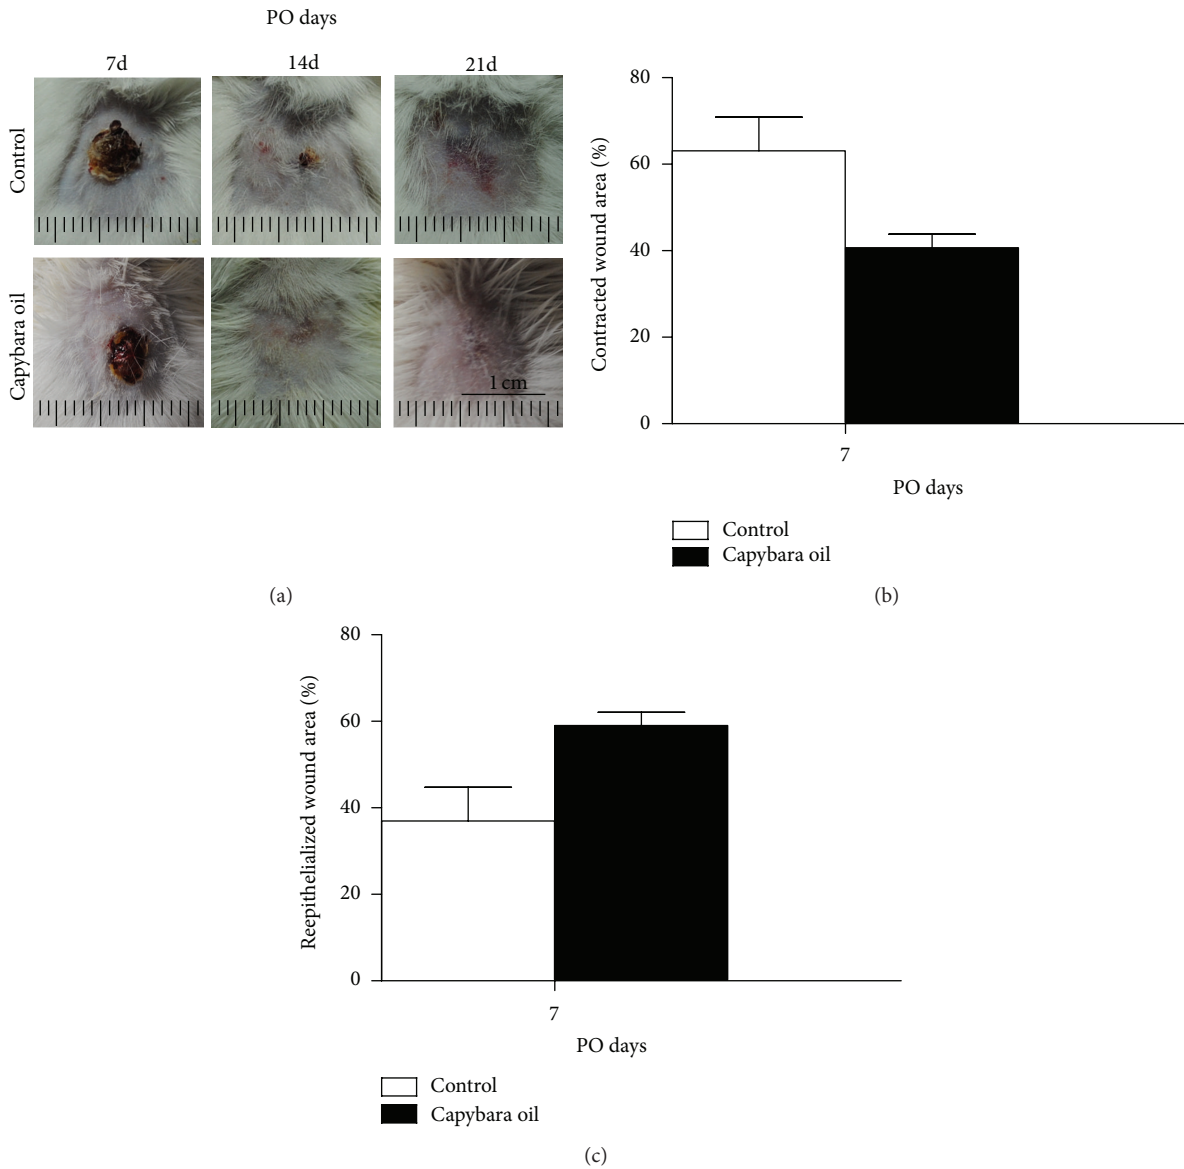 PO days
7d 14d 21d
Control
Capybara oil
1 cm
(a)
Contracted wound area (%)
80
60
40
20
0
7
PO days
Control
Capybara oil
(b)
Reepithelialized wound area (%)
80
60
40
20
0
7
PO days
Control
Capybara oil
(c)